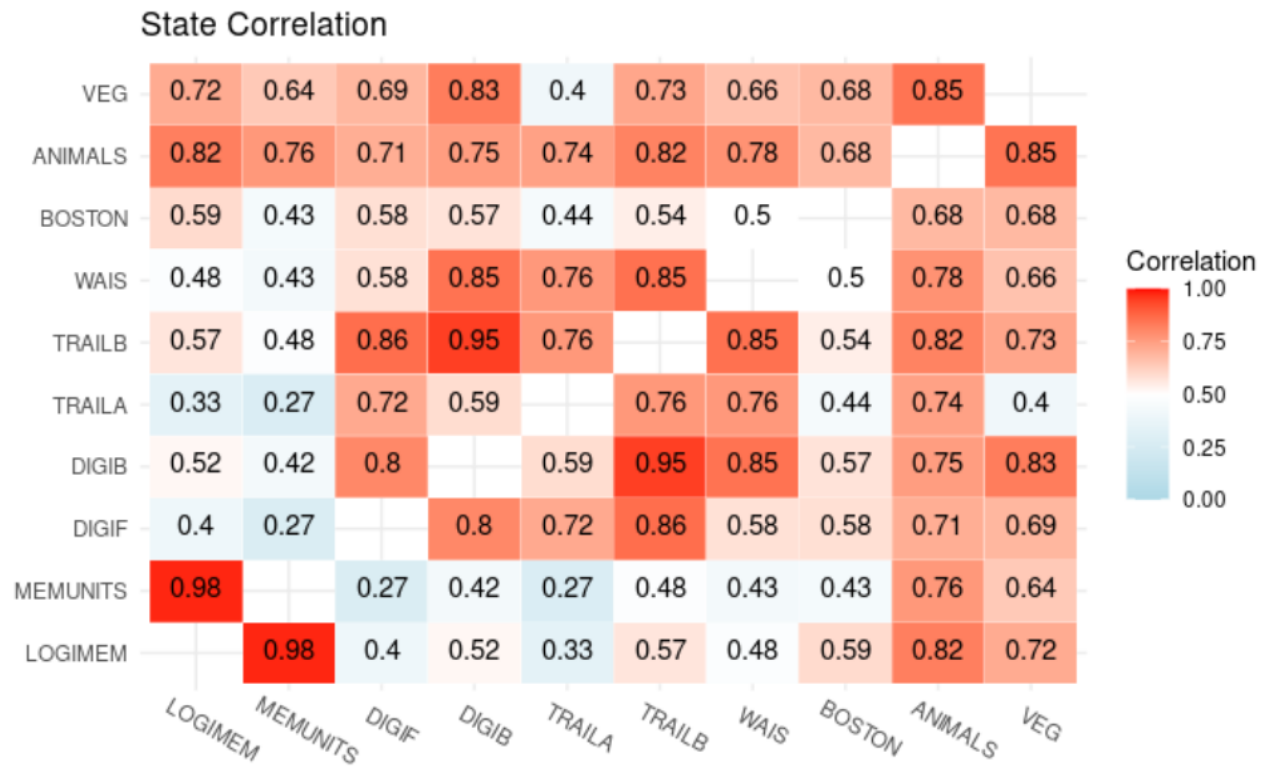 State Correlation
VEG 0.72 0.64 0.69 0.83 0.4 0.73 0.66 0.68 0.85
ANIMALS 0.82 0.76 0.71 0.75 0.74 0.82 0.78 0.68 0.85
BOSTON 0.59 0.43 0.58 0.57 0.44 0.54 0.5 0.68 0.68
WAIS 0.48 0.43 0.58 0.85 0.76 0.85 0.5 0.78 0.66
TRAILB 0.57 0.48 0.86 0.95 0.76 0.85 0.54 0.82 0.73
TRAILA 0.33 0.27 0.72 0.59 0.76 0.76 0.44 0.74 0.4
DIGIB 0.52 0.42 0.8 0.59 0.95 0.85 0.57 0.75 0.83
DIGIF 0.4 0.27 0.8 0.72 0.86 0.58 0.58 0.71 0.69
MEMUNITS 0.98 0.27 0.42 0.27 0.48 0.43 0.43 0.76 0.64
LOGIMEM 0.98 0.4 0.52 0.33 0.57 0.48 0.59 0.82 0.72
LOGIMEM MEMUNITS DIGIF DIGIB TRAILA TRAILB WAIS BOSTON ANIMALS VEG
Correlation
1.00
0.75
0.50
0.25
0.00